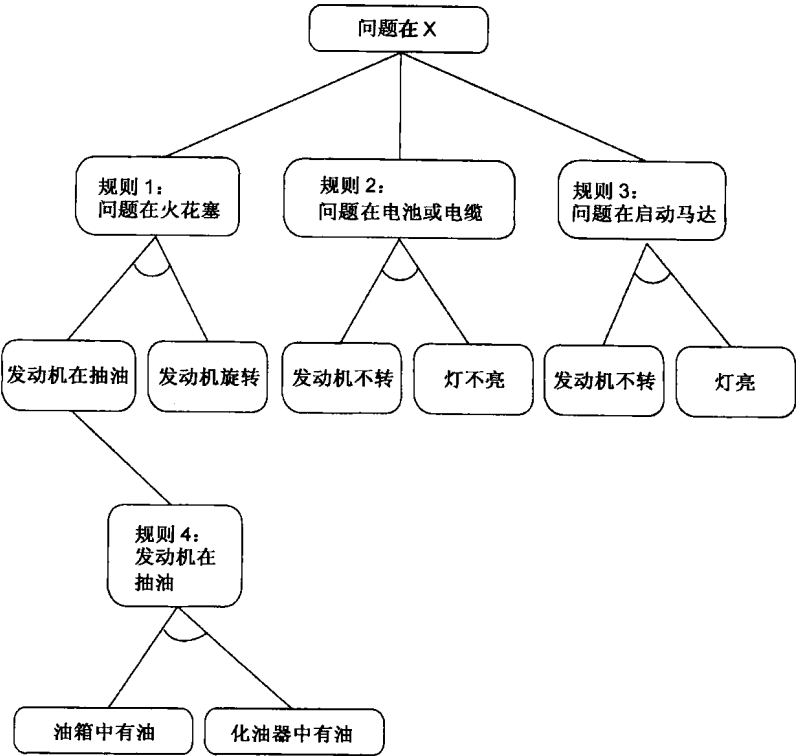 问题在 X
规则 1：
问题在火花塞
规则 2：
问题在电池或电缆
规则 3：
问题在启动马达
发动机在抽油
发动机旋转
发动机不转
灯不亮
发动机不转
灯亮
规则 4：
发动机在
抽油
油箱中有油
化油器中有油